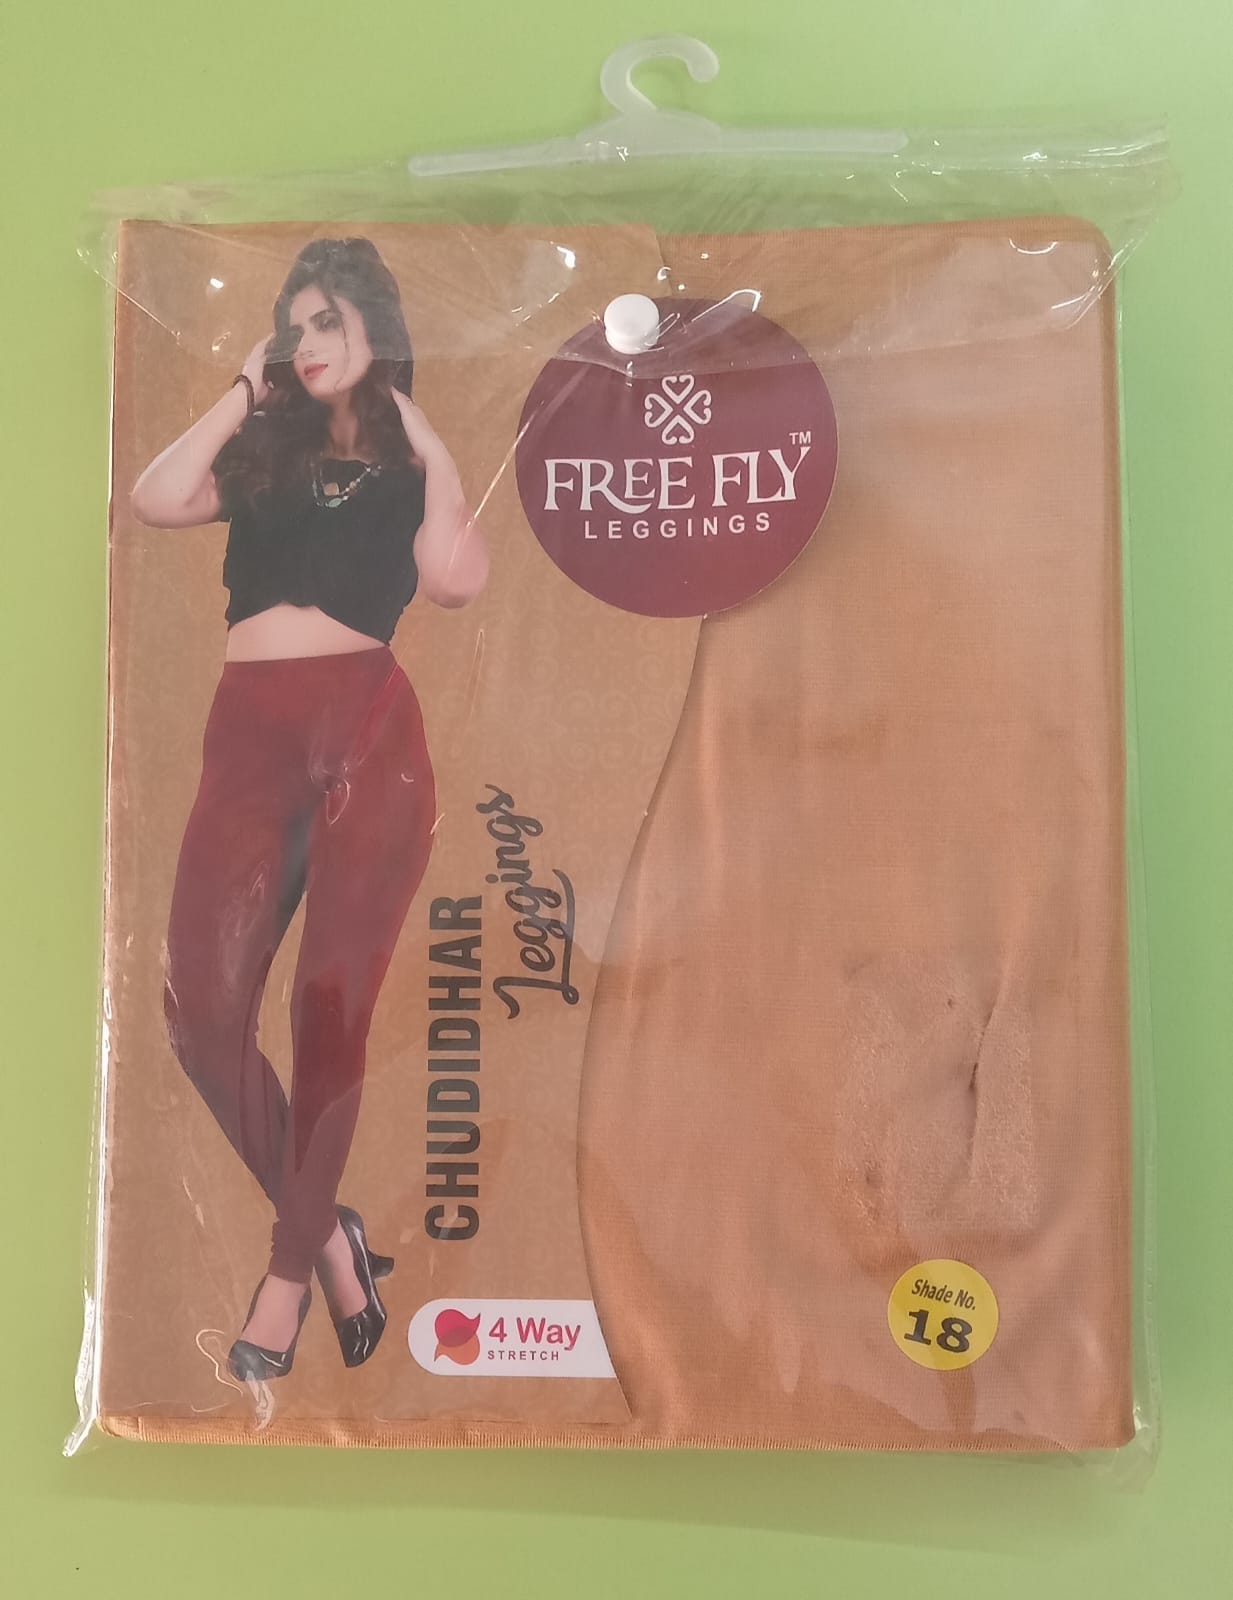 FREE FLY™
LEGGINGS
CHUDIDHAR
Leggings
4 Way
STRETCH
Shade No.
18